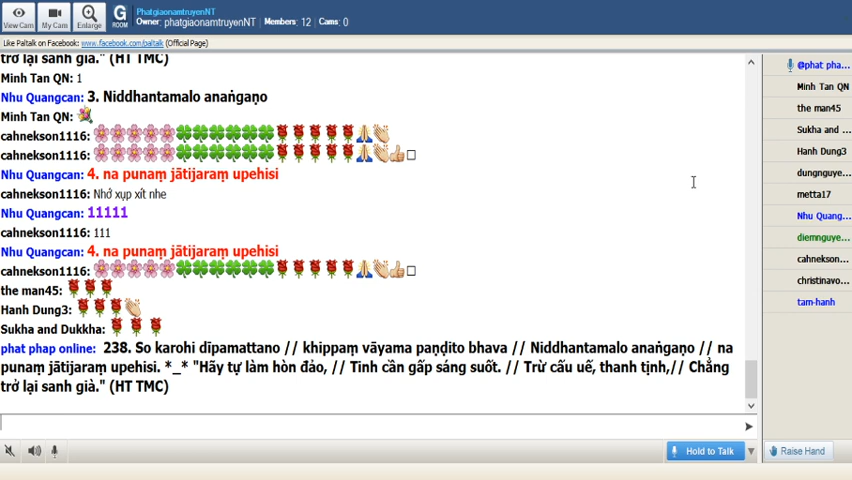 PhatgiaonamtruyenNT
Owner: phatgiaonamtruyenNT Members: 12 Cams: 0
View Cam My Cam Enlarge G ROOM
Like Paltalk on Facebook: www.facebook.com/paltalk (Official Page)
trở lại sanh già." (HT TMC)
Minh Tan QN: 1
Nhu Quangcan: 3. Niddhantamalo anaṅgaṇo
Minh Tan QN:
cahnekson1116:
cahnekson1116:
Nhu Quangcan: 4. na punaṃ jātijaraṃ upehisi
cahnekson1116: Nhớ xụp xít nhe
Nhu Quangcan: 11111
cahnekson1116: 111
Nhu Quangcan: 4. na punaṃ jātijaraṃ upehisi
cahnekson1116:
the man45:
Hanh Dung3:
Sukha and Dukkha:
phat phap online: 238. So karohi dīpamattano // khippaṃ vāyama paṇḍito bhava // Niddhantamalo anaṅgaṇo // na
punaṃ jātijaraṃ upehisi. *_* "Hãy tự làm hòn đảo, // Tinh cần gấp sáng suốt. // Trừ cấu uế, thanh tịnh,// Chẳng
trở lại sanh già." (HT TMC)
@phat pha...
Minh Tan QN
the man45
Sukha and ...
Hanh Dung3
dungnguye...
metta17
Nhu Quang...
diemnguye...
cahnekson...
christinavo...
tam-hanh
Hold to Talk
Raise Hand